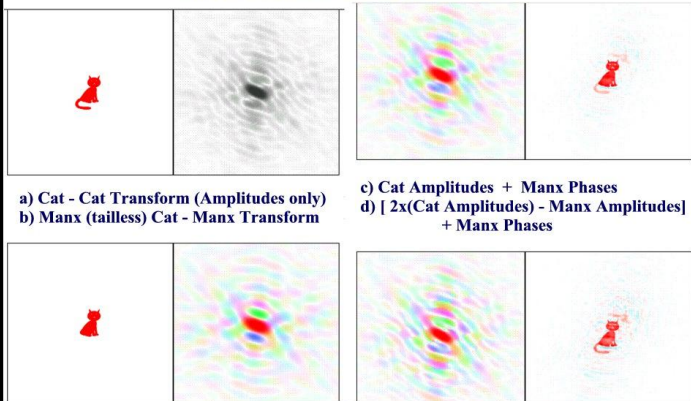 a) Cat - Cat Transform (Amplitudes only)
b) Manx (tailless) Cat - Manx Transform
c) Cat Amplitudes + Manx Phases
d) [ 2x(Cat Amplitudes) - Manx Amplitudes]
+ Manx Phases